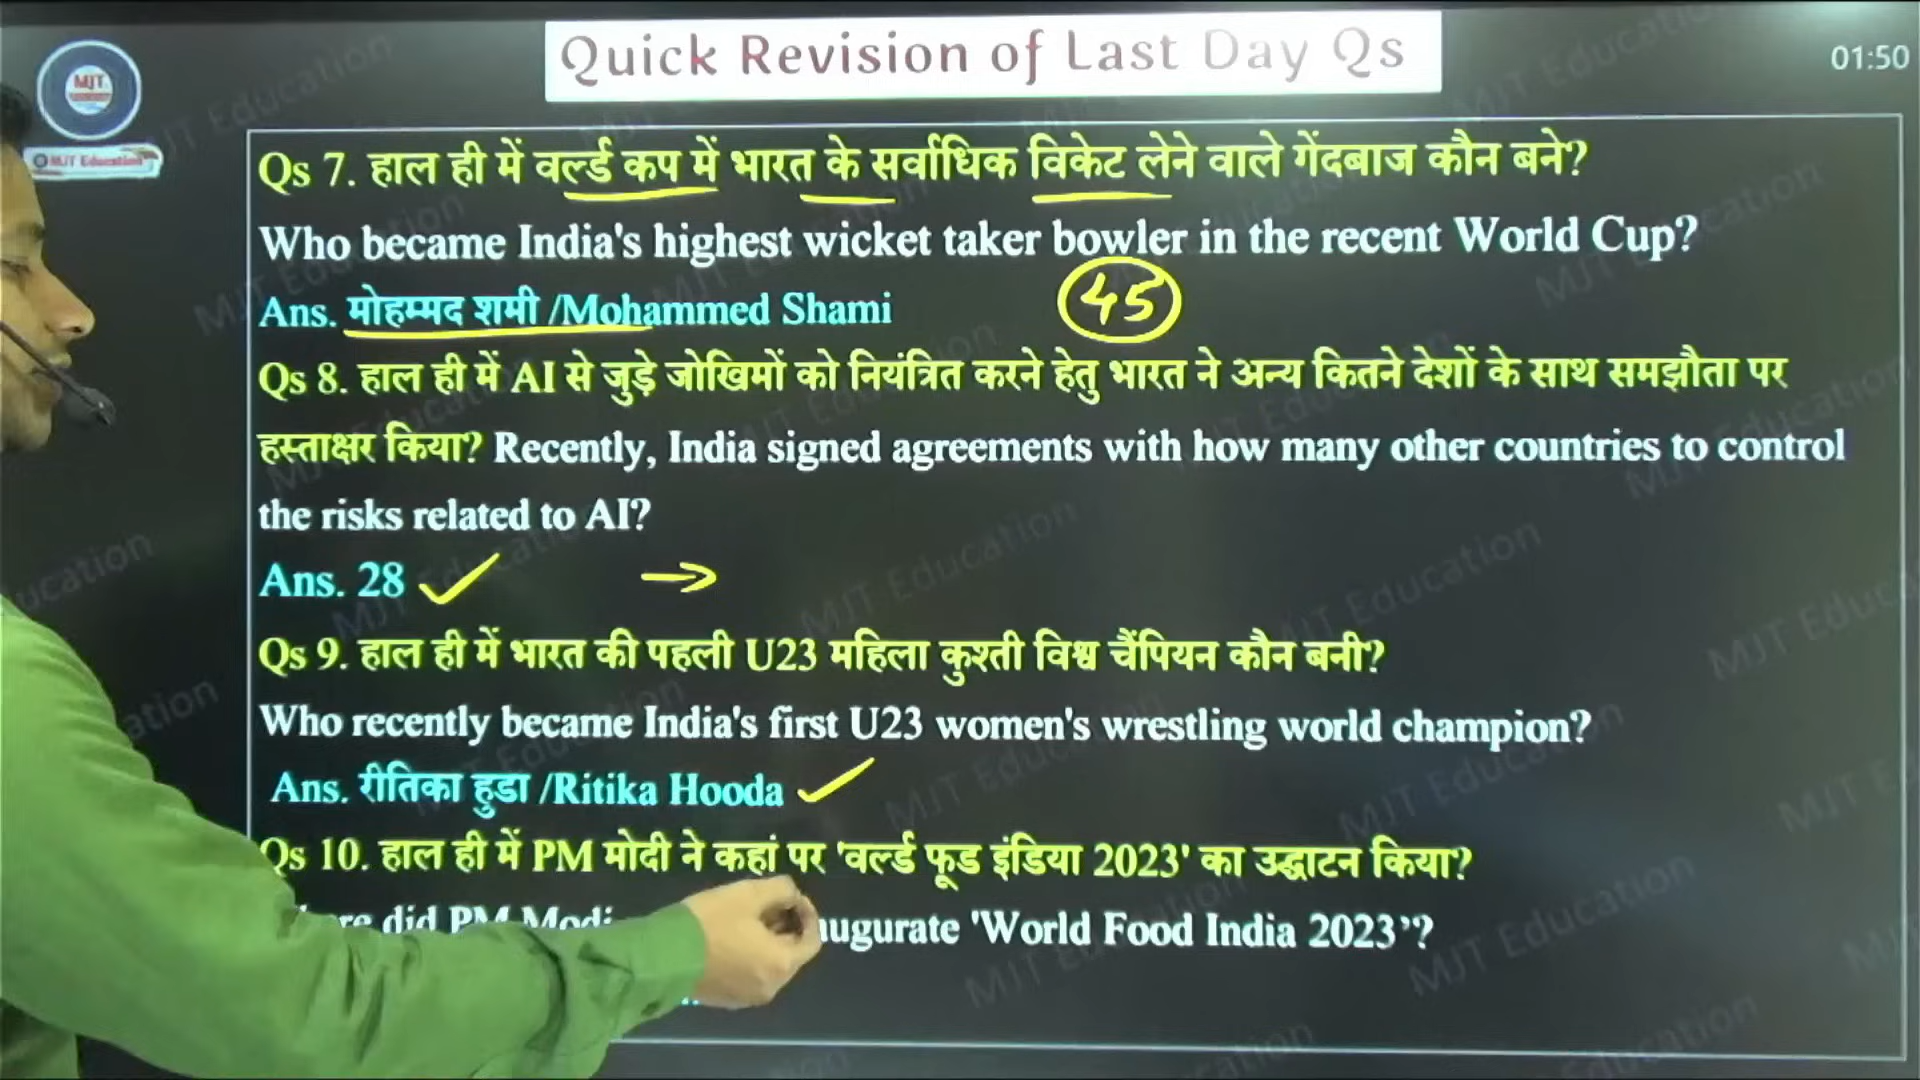 Quick Revision of Last Day Qs
01:50
MJT
MJT Education
Qs 7. हाल ही में वर्ल्ड कप में भारत के सर्वाधिक विकेट लेने वाले गेंदबाज कौन बने?
Who became India's highest wicket taker bowler in the recent World Cup?
Ans. मोहम्मद शमी /Mohammed Shami
45
Qs 8. हाल ही में AI से जुड़े जोखिमों को नियंत्रित करने हेतु भारत ने अन्य कितने देशों के साथ समझौता पर
हस्ताक्षर किया? Recently, India signed agreements with how many other countries to control
the risks related to AI?
Ans. 28
Qs 9. हाल ही में भारत की पहली U23 महिला कुश्ती विश्व चैंपियन कौन बनी?
Who recently became India's first U23 women's wrestling world champion?
Ans. रीतिका हुडा /Ritika Hooda
Qs 10. हाल ही में PM मोदी ने कहां पर 'वर्ल्ड फूड इंडिया 2023' का उद्घाटन किया?
did PM Modi 'World Food India 2023’?